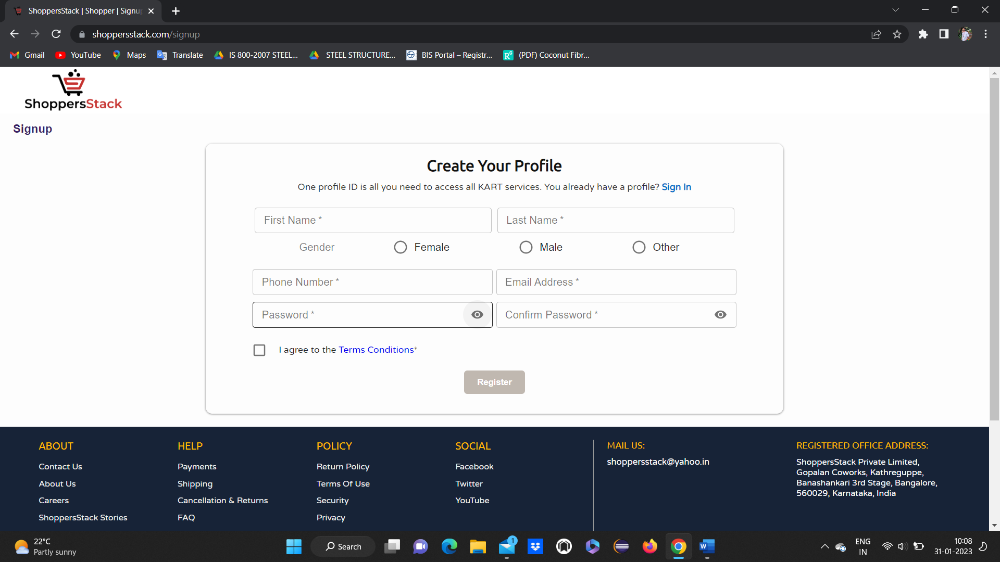 ShoppersStack | Shopper | Signu
shoppersstack.com/signup
Gmail
YouTube
Maps
Translate
IS 800-2007 STEEL...
STEEL STRUCTURE...
BIS Portal – Registr...
(PDF) Coconut Fibr...
ShoppersStack
Signup
Create Your Profile
One profile ID is all you need to access all KART services. You already have a profile? Sign In
First Name *
Last Name *
Gender
Female
Male
Other
Phone Number *
Email Address *
Password *
Confirm Password *
I agree to the Terms Conditions*
Register
ABOUT
Contact Us
About Us
Careers
ShoppersStack Stories
HELP
Payments
Shipping
Cancellation & Returns
FAQ
POLICY
Return Policy
Terms Of Use
Security
Privacy
SOCIAL
Facebook
Twitter
YouTube
MAIL US:
shoppersstack@yahoo.in
REGISTERED OFFICE ADDRESS:
ShoppersStack Private Limited,
Gopalan Coworks, Kathreguppe,
Banashankari 3rd Stage, Bangalore,
560029, Karnataka, India
22°C
Partly sunny
Search
1
ENG
IN
10:08
31-01-2023